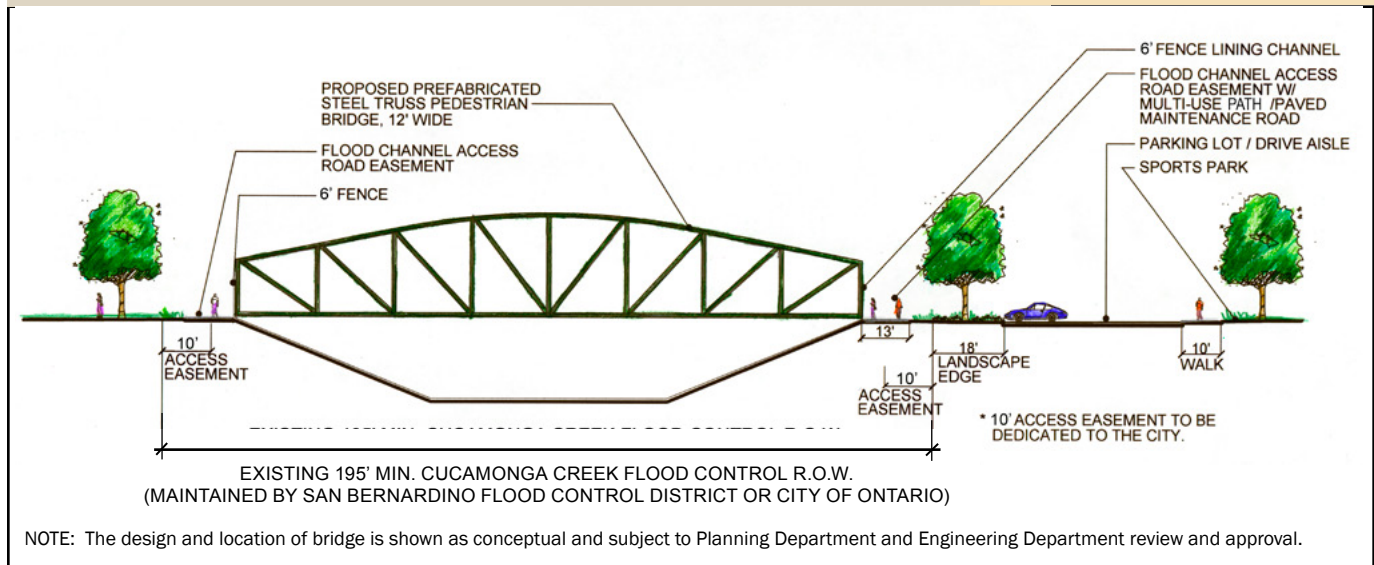 6' FENCE LINING CHANNEL
FLOOD CHANNEL ACCESS
ROAD EASEMENT W/
MULTI-USE PATH /PAVED
MAINTENANCE ROAD
PARKING LOT / DRIVE AISLE
SPORTS PARK
PROPOSED PREFABRICATED
STEEL TRUSS PEDESTRIAN
BRIDGE, 12' WIDE
FLOOD CHANNEL ACCESS
ROAD EASEMENT
6' FENCE
10'
ACCESS
EASEMENT
13'
18'
LANDSCAPE
EDGE
10'
WALK
10'
ACCESS
EASEMENT
* 10' ACCESS EASEMENT TO BE
DEDICATED TO THE CITY.
EXISTING 195' MIN. CUCAMONGA CREEK FLOOD CONTROL R.O.W.
(MAINTAINED BY SAN BERNARDINO FLOOD CONTROL DISTRICT OR CITY OF ONTARIO)
NOTE: The design and location of bridge is shown as conceptual and subject to Planning Department and Engineering Department review and approval.